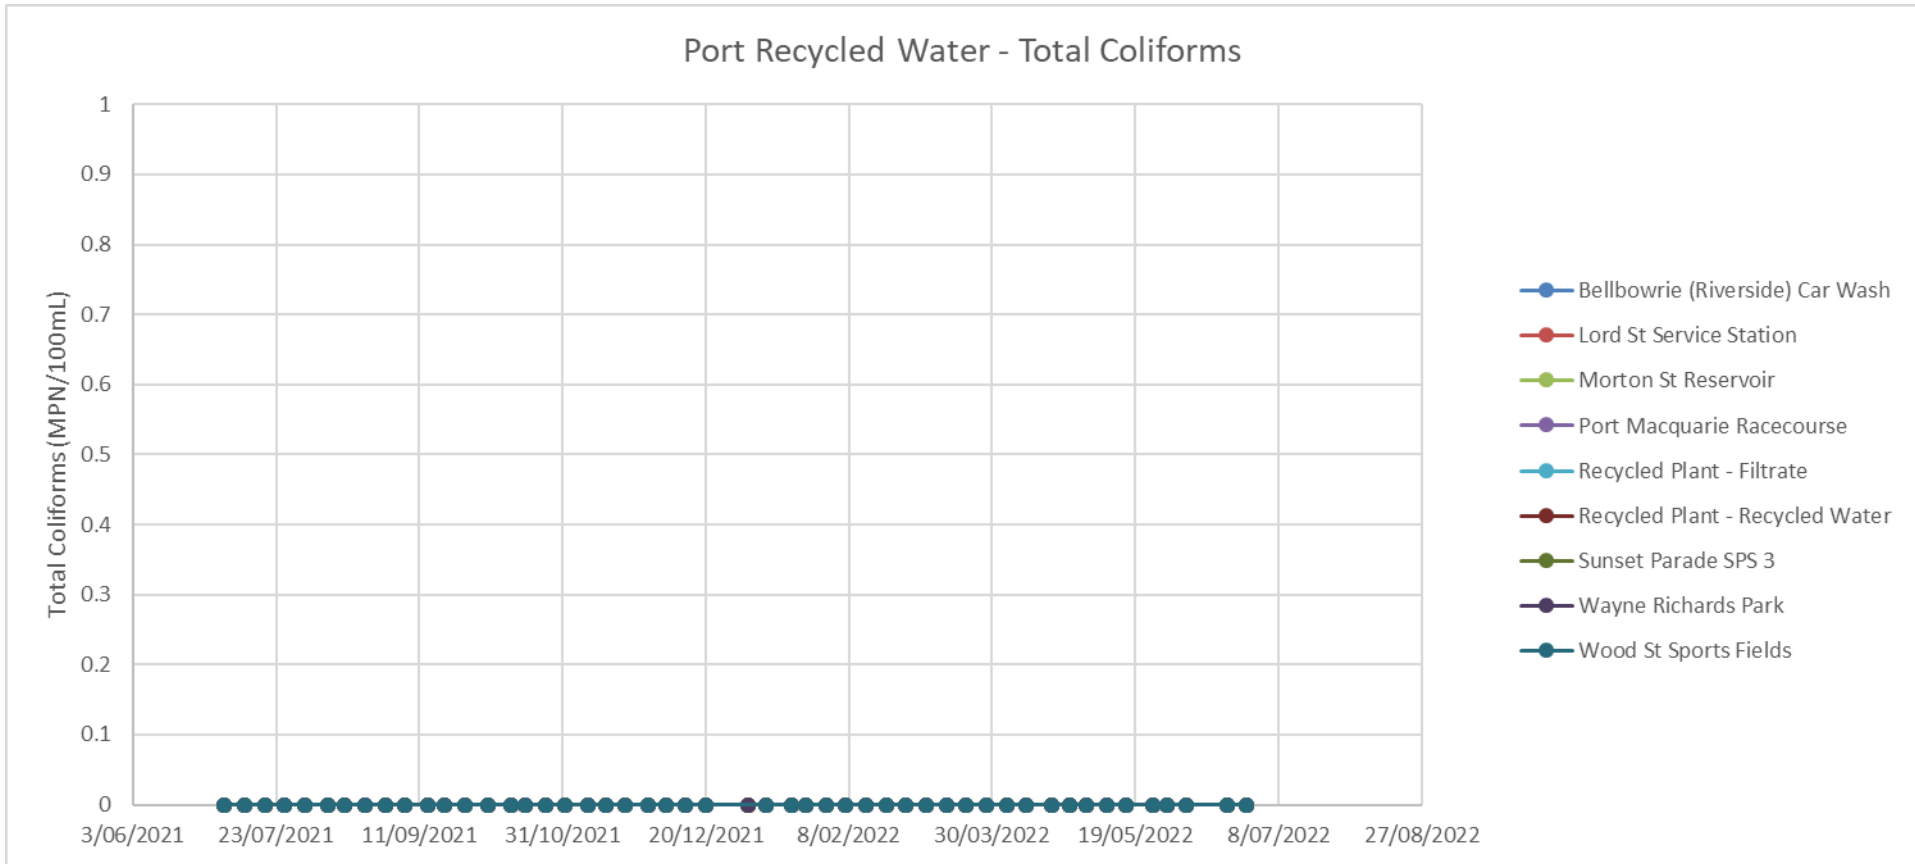 Port Recycled Water - Total Coliforms
Total Coliforms (MPN/100mL)
1
0.9
0.8
0.7
0.6
0.5
0.4
0.3
0.2
0.1
0
3/06/2021 23/07/2021 11/09/2021 31/10/2021 20/12/2021 8/02/2022 30/03/2022 19/05/2022 8/07/2022 27/08/2022
Bellbowrie (Riverside) Car Wash
Lord St Service Station
Morton St Reservoir
Port Macquarie Racecourse
Recycled Plant - Filtrate
Recycled Plant - Recycled Water
Sunset Parade SPS 3
Wayne Richards Park
Wood St Sports Fields